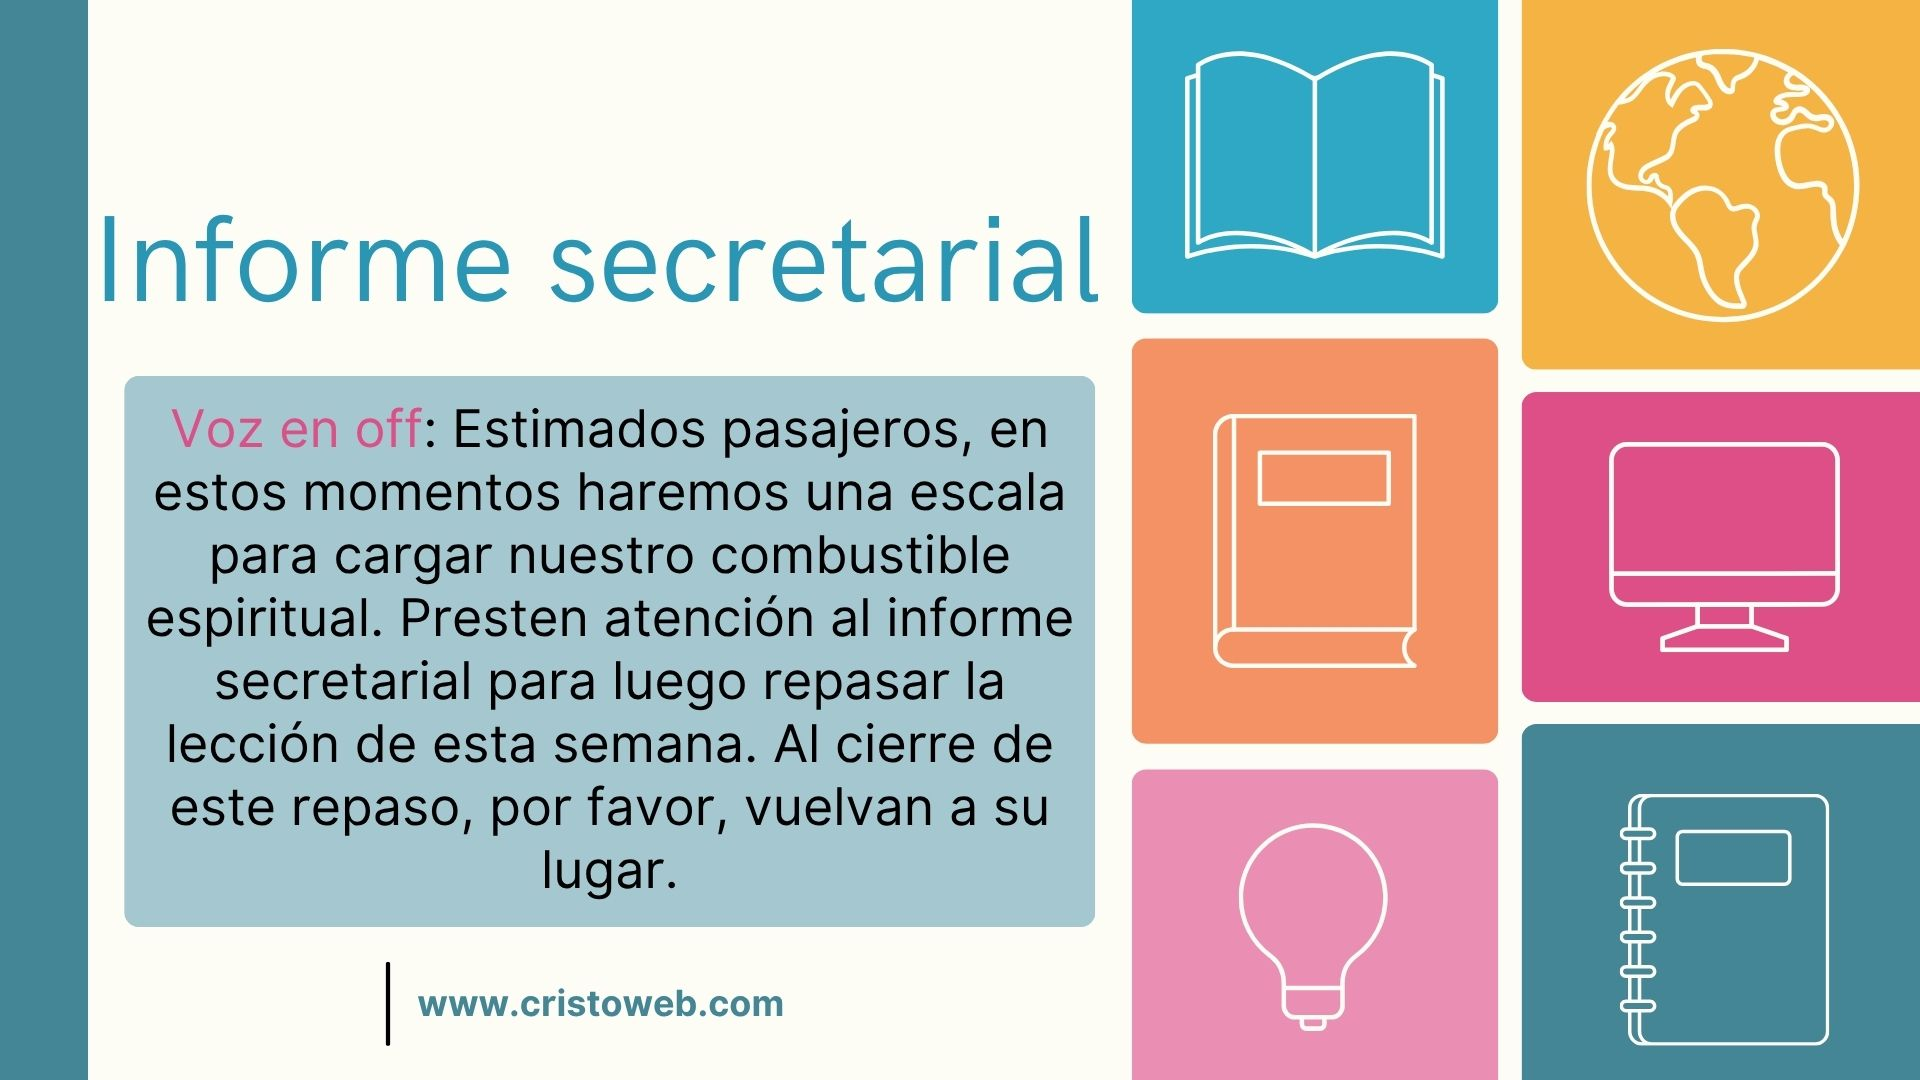 Informe secretarial
Voz en off: Estimados pasajeros, en
estos momentos haremos una escala
para cargar nuestro combustible
espiritual. Presten atención al informe
secretarial para luego repasar la
lección de esta semana. Al cierre de
este repaso, por favor, vuelvan a su
lugar.
www.cristoweb.com